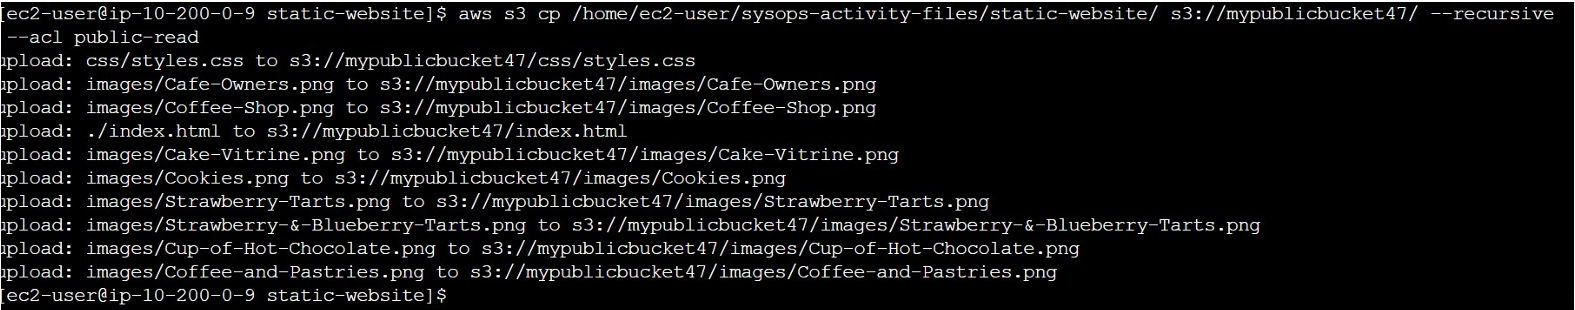 [ec2-user@ip-10-200-0-9 static-website]$ aws s3 cp /home/ec2-user/sysops-activity-files/static-website/ s3://mypublicbucket47/ --recursive
--acl public-read
upload: css/styles.css to s3://mypublicbucket47/css/styles.css
upload: images/Cafe-Owners.png to s3://mypublicbucket47/images/Cafe-Owners.png
upload: images/Coffee-Shop.png to s3://mypublicbucket47/images/Coffee-Shop.png
upload: ./index.html to s3://mypublicbucket47/index.html
upload: images/Cake-Vitrine.png to s3://mypublicbucket47/images/Cake-Vitrine.png
upload: images/Cookies.png to s3://mypublicbucket47/images/Cookies.png
upload: images/Strawberry-Tarts.png to s3://mypublicbucket47/images/Strawberry-Tarts.png
upload: images/Strawberry-&-Blueberry-Tarts.png to s3://mypublicbucket47/images/Strawberry-&-Blueberry-Tarts.png
upload: images/Cup-of-Hot-Chocolate.png to s3://mypublicbucket47/images/Cup-of-Hot-Chocolate.png
upload: images/Coffee-and-Pastries.png to s3://mypublicbucket47/images/Coffee-and-Pastries.png
[ec2-user@ip-10-200-0-9 static-website]$